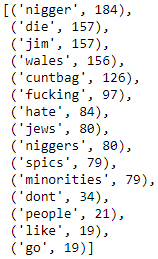 [('nigger', 184),
('die', 157),
('jim', 157),
('wales', 156),
('cuntbag', 126),
('fucking', 97),
('hate', 84),
('jews', 80),
('niggers', 80),
('spics', 79),
('minorities', 79),
('dont', 34),
('people', 21),
('like', 19),
('go', 19)]